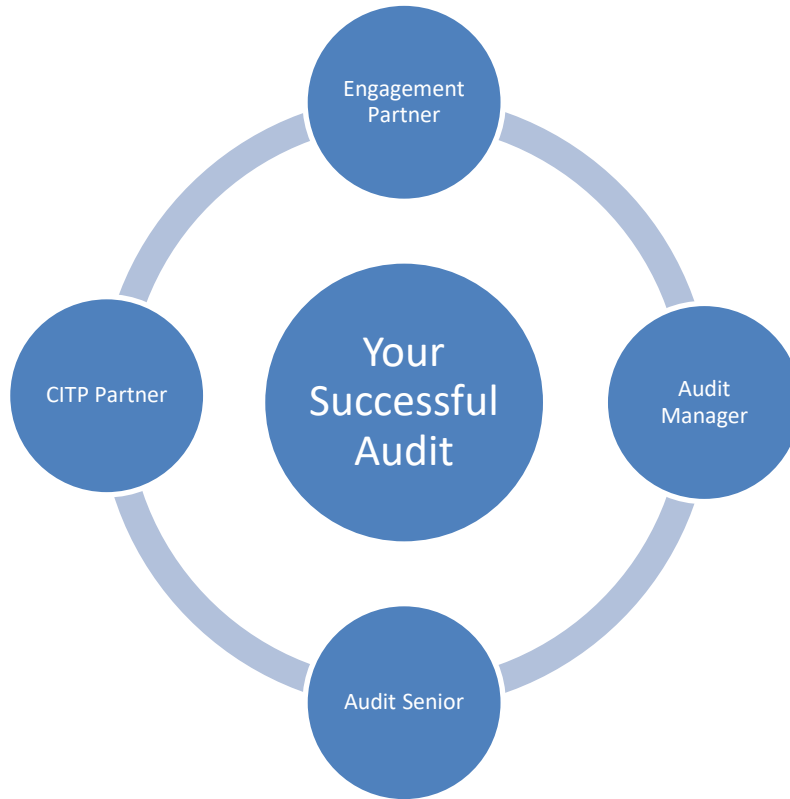 Engagement
Partner
CITP Partner
Your
Successful
Audit
Audit
Manager
Audit Senior